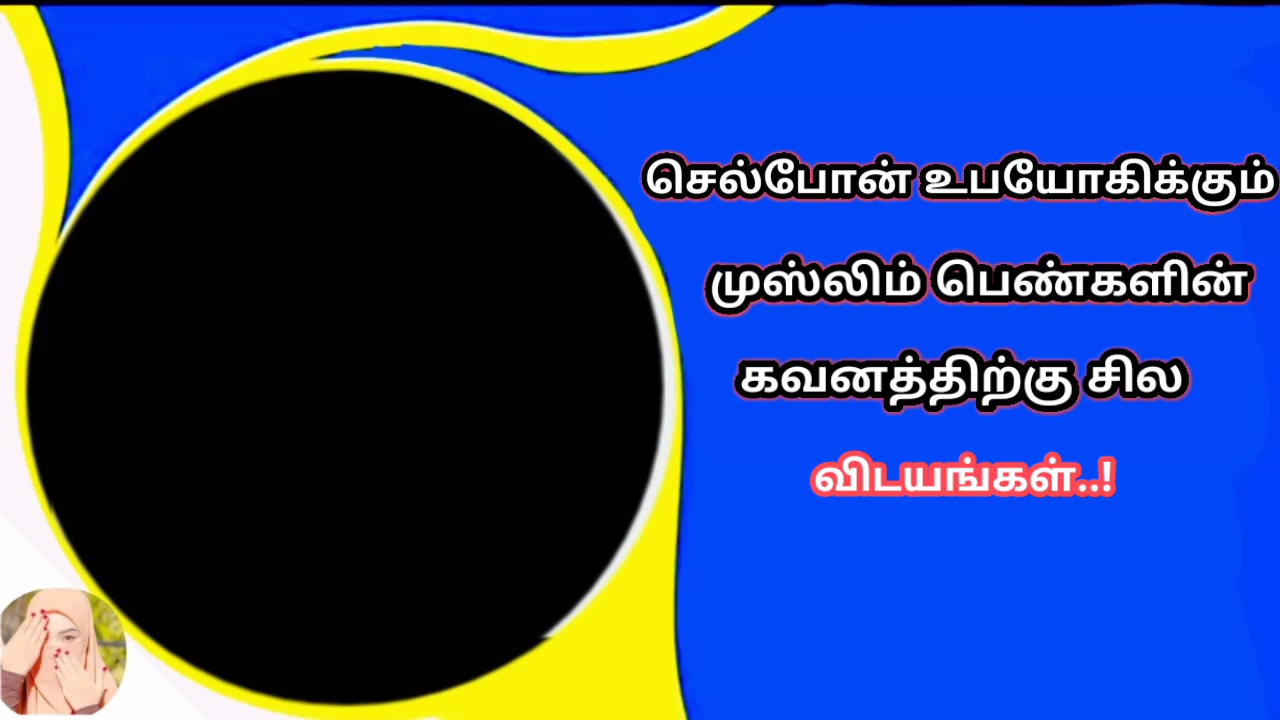 செல்போன் உபயோகிக்கும்
முஸ்லிம் பெண்களின்
கவனத்திற்கு சில
விடயங்கள்..!